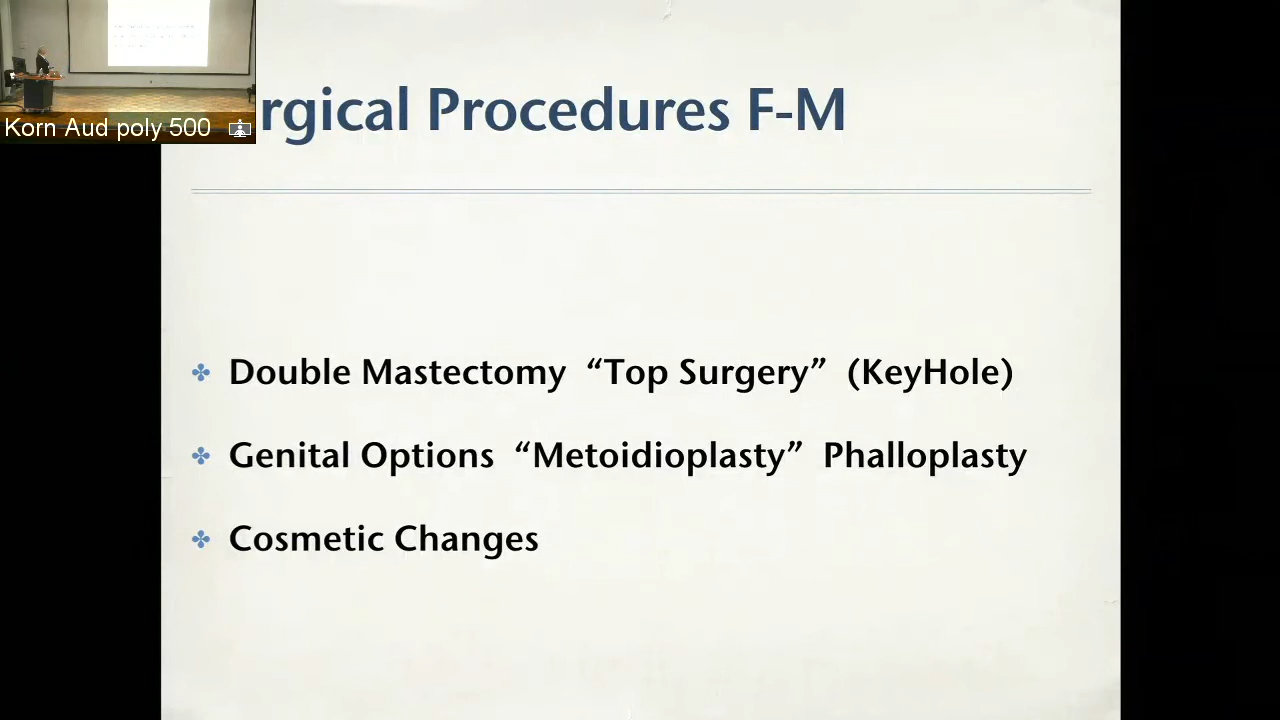 rgical Procedures F-M
Korn Aud poly 500
Double Mastectomy “Top Surgery” (KeyHole)
Genital Options “Metoidioplasty” Phalloplasty
Cosmetic Changes